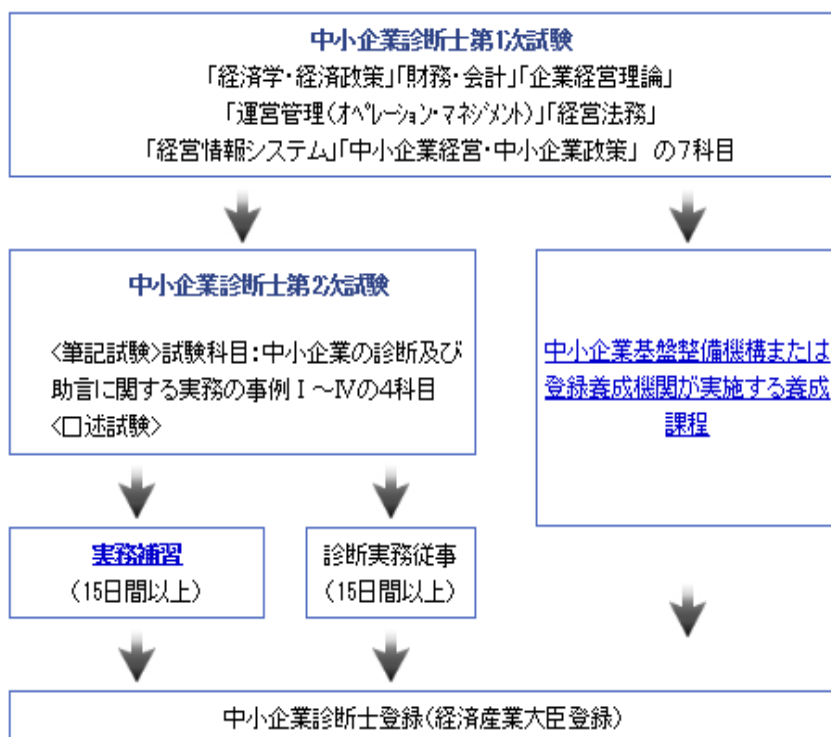 中小企業診断士第1次試験
「経済学・経済政策」「財務・会計」「企業経営理論」
「運営管理(オペレーション・マネジメント)」「経営法務」
「経営情報システム」「中小企業経営・中小企業政策」 の7科目
中小企業診断士第2次試験
<筆記試験>試験科目:中小企業の診断及び
助言に関する実務の事例Ⅰ~Ⅳの4科目
<口述試験>
中小企業基盤整備機構または
登録養成機関が実施する養成
課程
実務補習
(15日間以上)
診断実務従事
(15日間以上)
中小企業診断士登録(経済産業大臣登録)